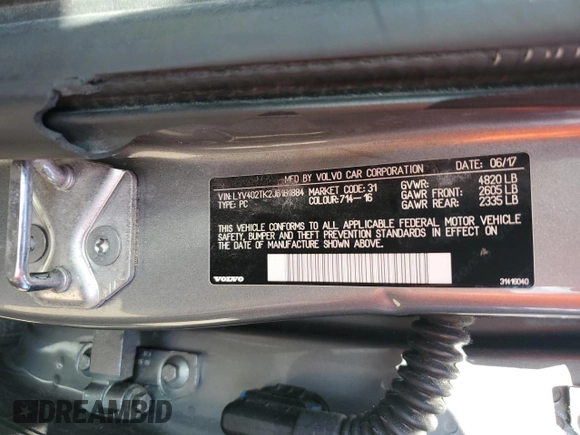 MFD BY VOLVO CAR CORPORATION DATE: 06/17
VIN:
TYPE: PC
MARKET CODE: 31
COLOUR: 714-16
GVWR: 4820 LB
GAWR FRONT: 2605 LB
GAWR REAR: 2335 LB
THIS VEHICLE CONFORMS TO ALL APPLICABLE FEDERAL MOTOR VEHICLE
SAFETY, BUMPER AND THEFT PREVENTION STANDARDS IN EFFECT ON
THE DATE OF MANUFACTURE SHOWN ABOVE.
VOLVO
31416040
DREAMBID